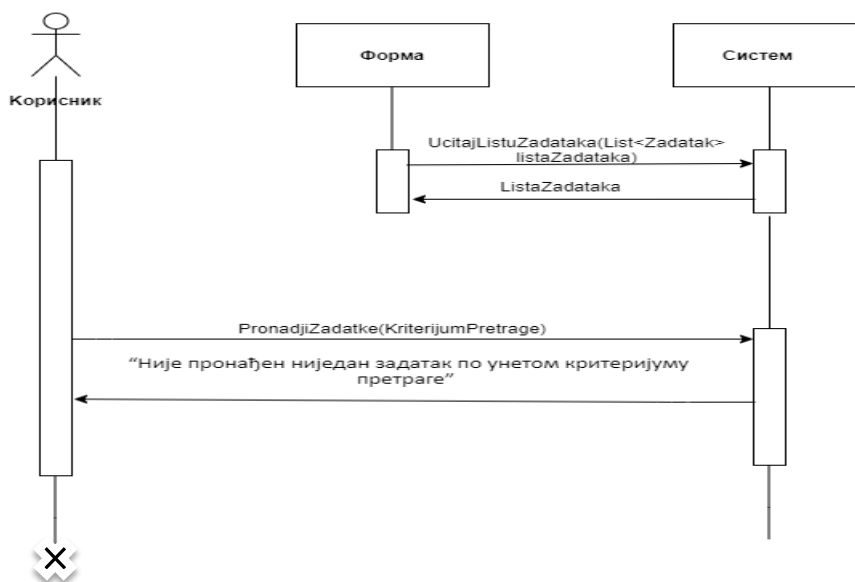 Форма
Систем
Корисник
UcitajListuZadataka(List<Zadatak>
listaZadataka)
ListaZadataka
PronadjiZadatke(KriterijumPretrage)
“Није пронађен ниједан задатак по унетом критеријуму
претраге”